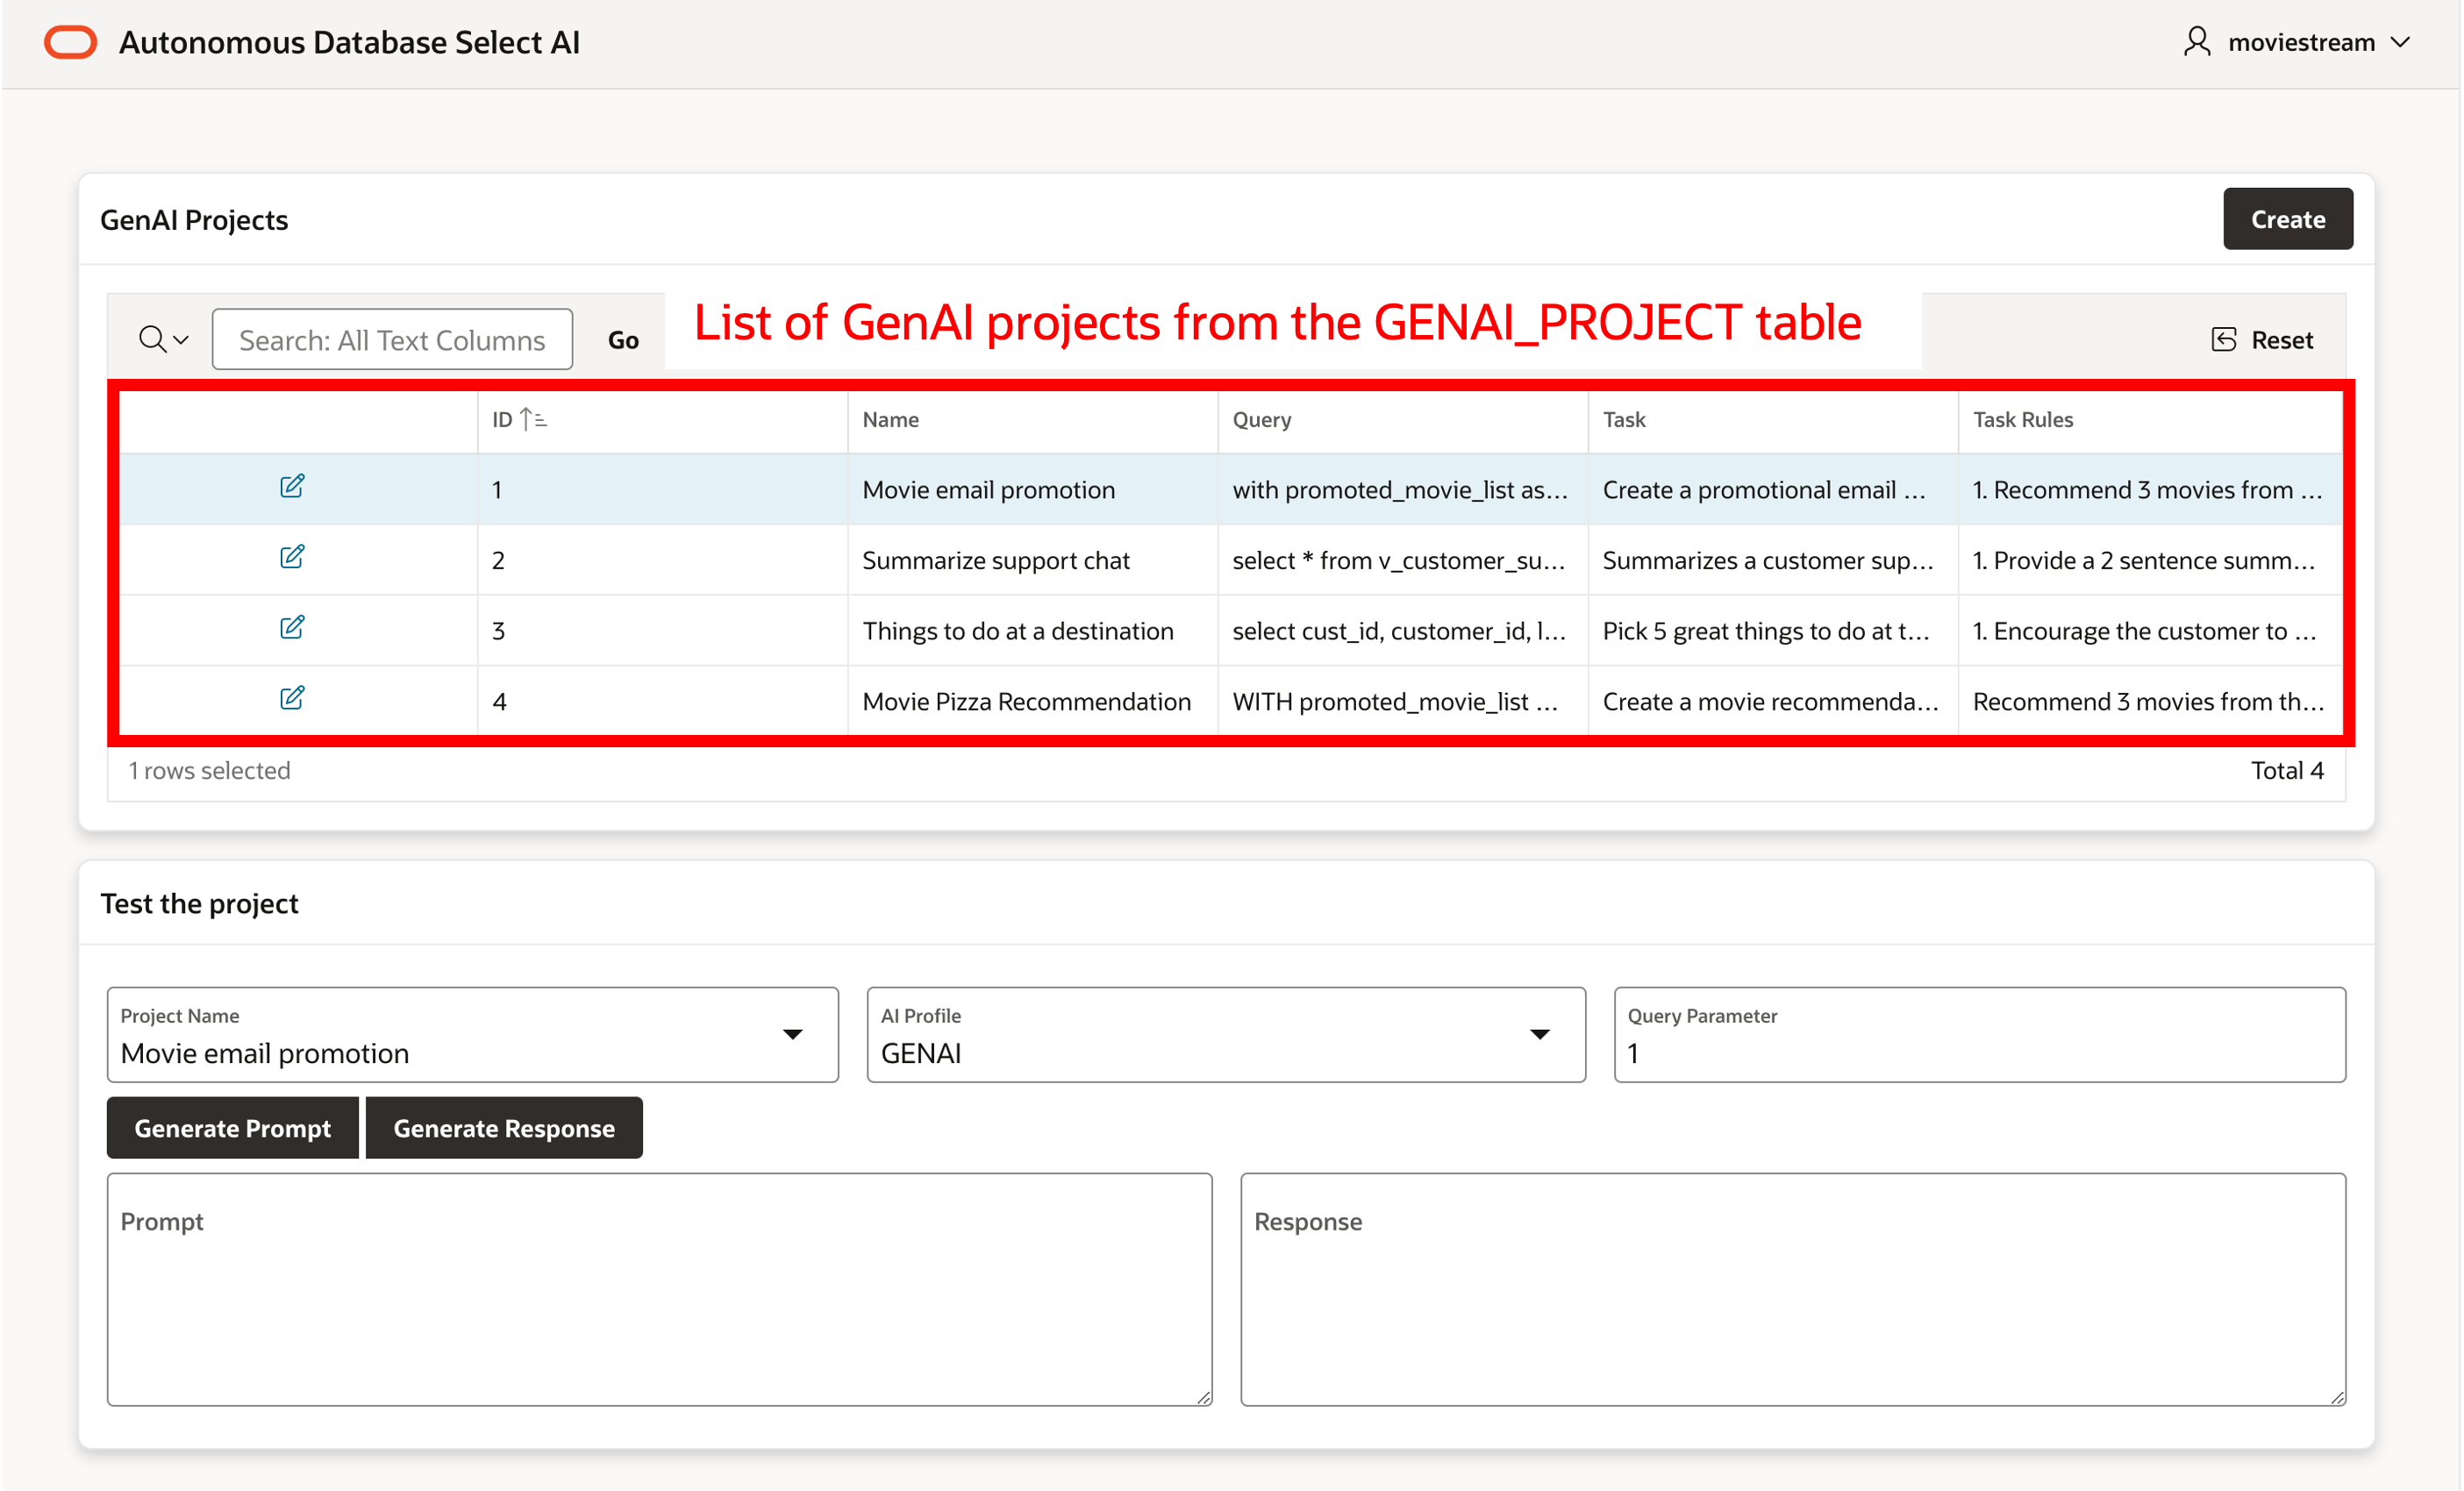 Autonomous Database Select AI
moviestream
GenAI Projects
Create
Search: All Text Columns
Go
List of GenAI projects from the GENAI_PROJECT table
Reset
ID Name Query Task Task Rules
1 Movie email promotion with promoted_movie_list as... Create a promotional email ... 1. Recommend 3 movies from ...
2 Summarize support chat select * from v_customer_su... Summarizes a customer sup... 1. Provide a 2 sentence summ...
3 Things to do at a destination select cust_id, customer_id, l... Pick 5 great things to do at t... 1. Encourage the customer to ...
4 Movie Pizza Recommendation WITH promoted_movie_list ... Create a movie recommenda... Recommend 3 movies from th...
1 rows selected
Total 4
Test the project
Project Name
Movie email promotion
AI Profile
GENAI
Query Parameter
1
Generate Prompt
Generate Response
Prompt
Response